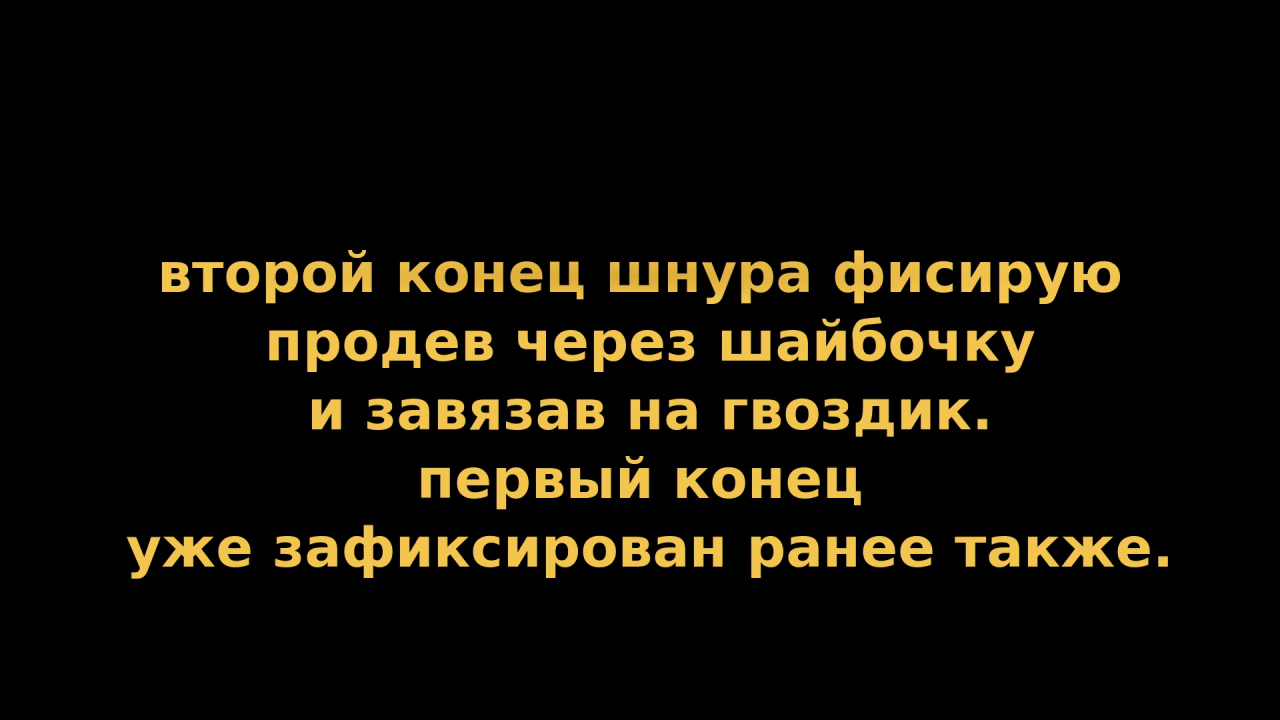 второй конец шнура фисирую
продев через шайбочку
и завязав на гвоздик.
первый конец
уже зафиксирован ранее также.